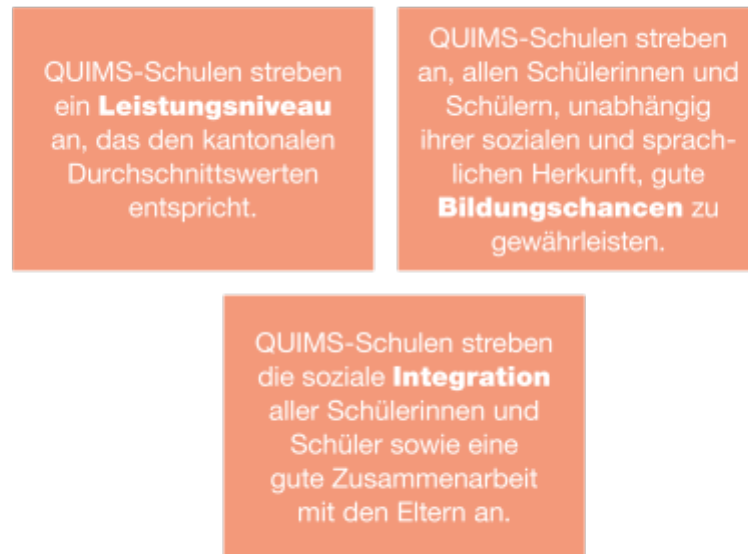 QUIMS-Schulen streben
ein Leistungsniveau
an, das den kantonalen
Durchschnittswerten
entspricht.
QUIMS-Schulen streben
an, allen Schülerinnen und
Schülern, unabhängig
ihrer sozialen und sprach-
lichen Herkunft, gute
Bildungschancen zu
gewährleisten.
QUIMS-Schulen streben
die soziale Integration
aller Schülerinnen und
Schüler sowie eine
gute Zusammenarbeit
mit den Eltern an.